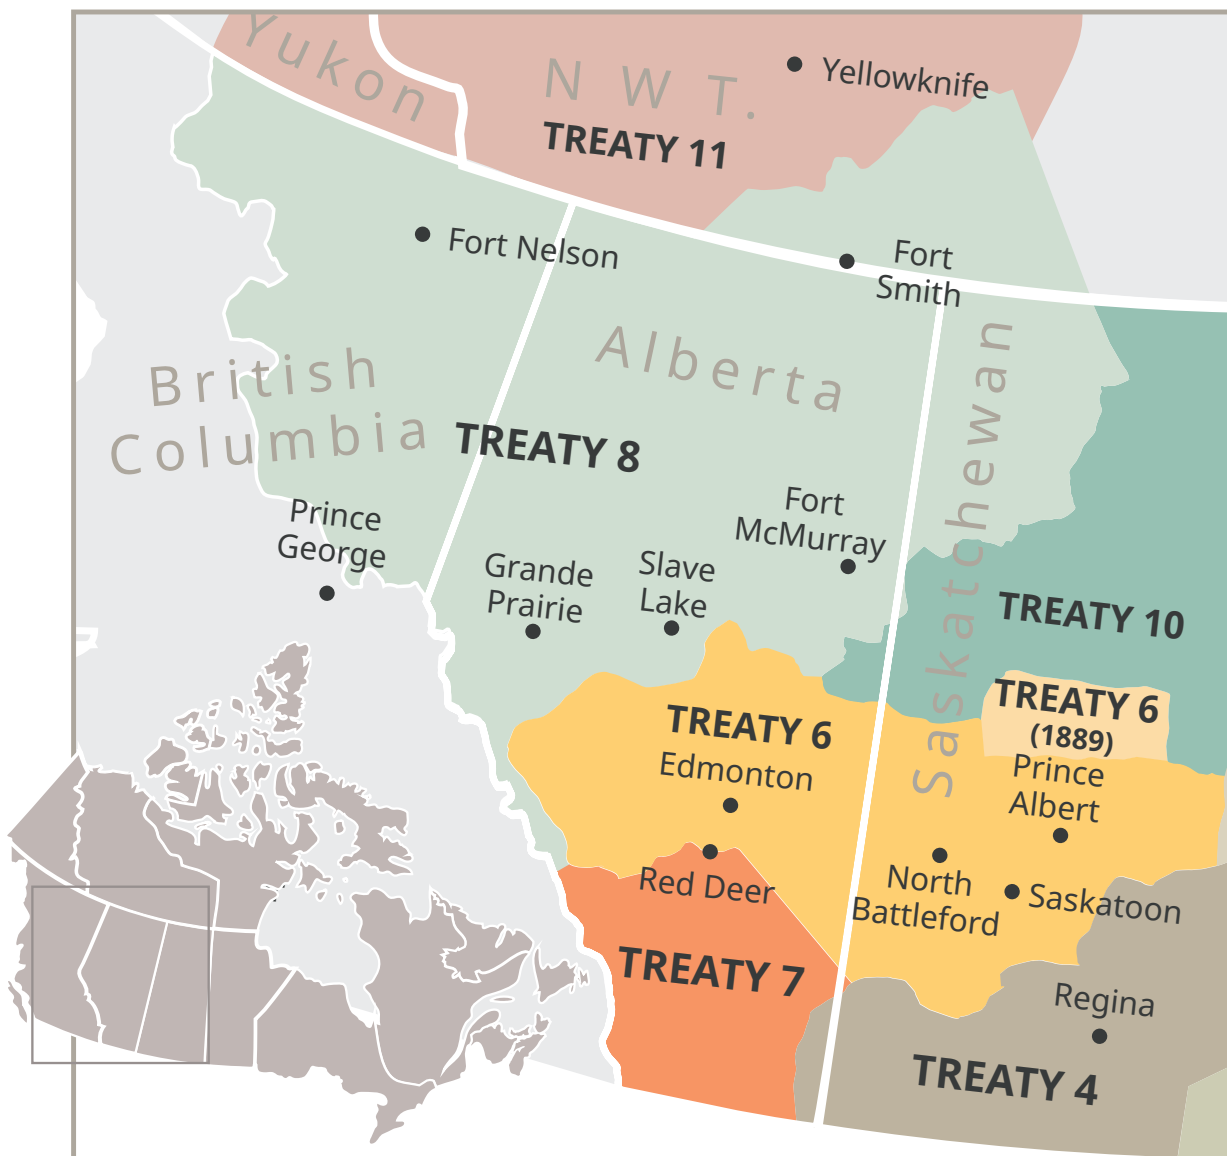 Yukon
N W T.
Yellowknife
TREATY 11
Fort Nelson
Fort
Smith
British
Columbia
Alberta
Saskatchewan
TREATY 8
Prince
George
Grande
Prairie
Slave
Lake
Fort
McMurray
TREATY 10
TREATY 6
(1889)
TREATY 6
Edmonton
Prince
Albert
Red Deer
North
Battleford
Saskatoon
TREATY 7
Regina
TREATY 4